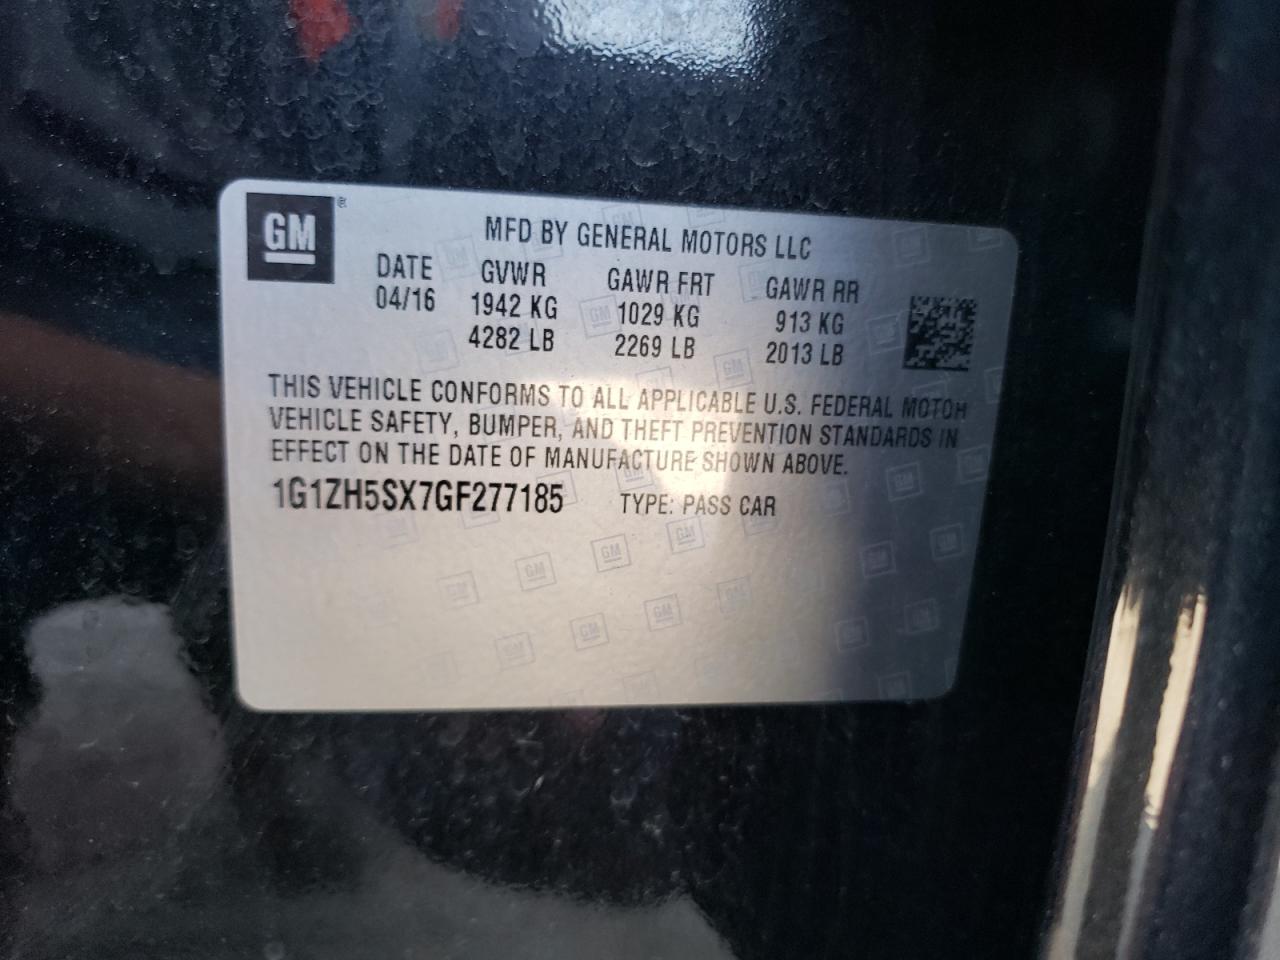 GM®
MFD BY GENERAL MOTORS LLC
DATE GVWR GAWR FRT GAWR RR
04/16 1942 KG 1029 KG 913 KG
4282 LB 2269 LB 2013 LB
THIS VEHICLE CONFORMS TO ALL APPLICABLE U.S. FEDERAL MOTOR
VEHICLE SAFETY, BUMPER, AND THEFT PREVENTION STANDARDS IN
EFFECT ON THE DATE OF MANUFACTURE SHOWN ABOVE.
1G1ZH5SX7GF277185 TYPE: PASS CAR